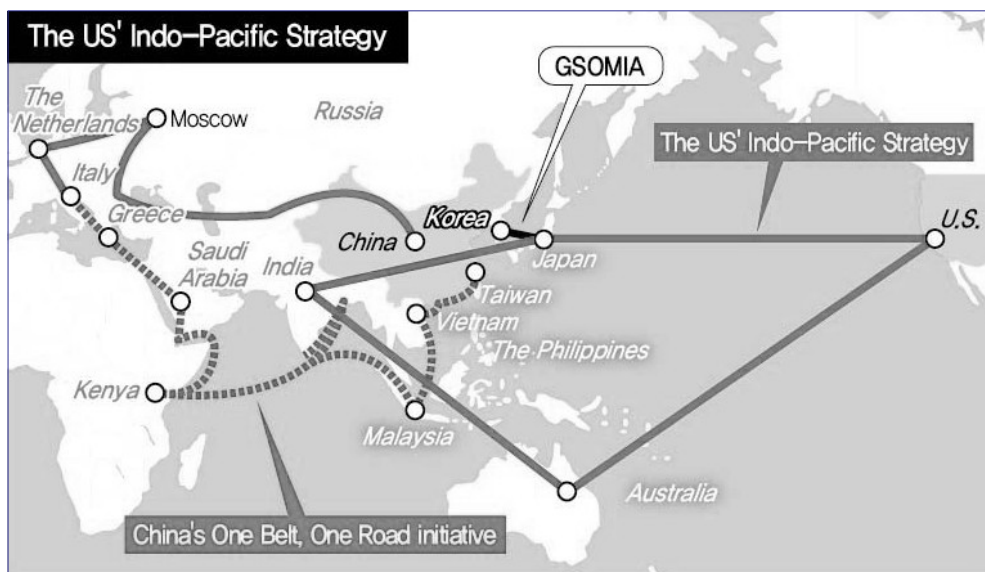 The US' Indo-Pacific Strategy
GSOMIA
The
Netherlands
Moscow
Russia
The US' Indo-Pacific Strategy
Italy
Greece
Korea
U.S.
China
Japan
Saudi
Arabia
India
Taiwan
Vietnam
The Philippines
Kenya
Malaysia
Australia
China's One Belt, One Road initiative